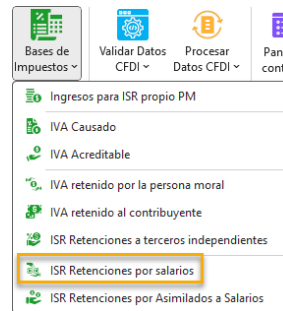 Bases de Impuestos
Validar Datos CFDI
Procesar Datos CFDI
Pan
cont
Ingresos para ISR propio PM
IVA Causado
IVA Acreditable
IVA retenido por la persona moral
IVA retenido al contribuyente
ISR Retenciones a terceros independientes
ISR Retenciones por salarios
ISR Retenciones por Asimilados a Salarios